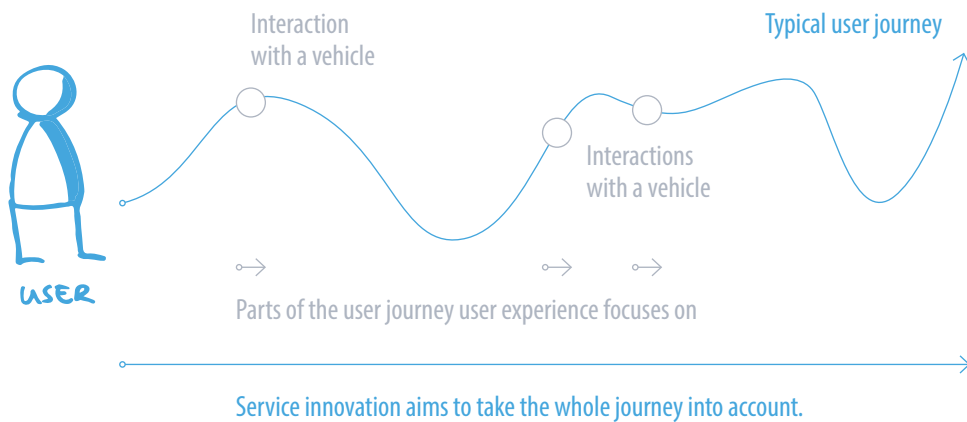 Interaction
with a vehicle
Typical user journey
Interactions
with a vehicle
USER
Parts of the user journey user experience focuses on
Service innovation aims to take the whole journey into account.